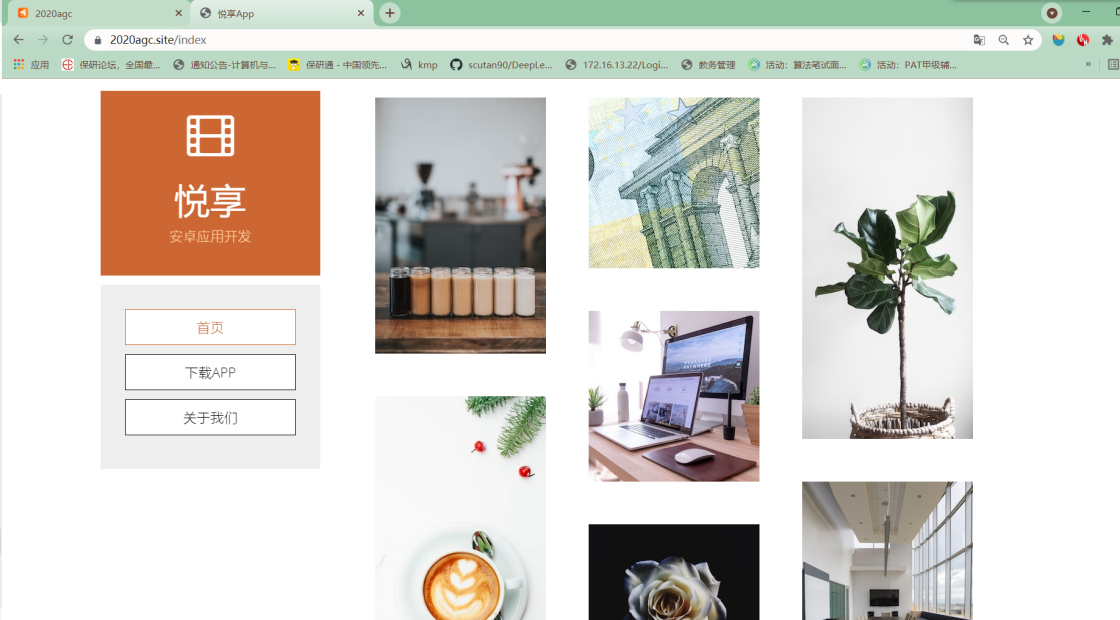 2020agc
悦享App
2020agc.site/index
应用
保研论坛，全国最...
通知公告-计算机与...
保研通 - 中国领先...
kmp
scutan90/DeepLe...
172.16.13.22/Logi...
教务管理
活动：算法笔试面...
活动：PAT甲级辅...
»
悦享
安卓应用开发
首页
下载APP
关于我们